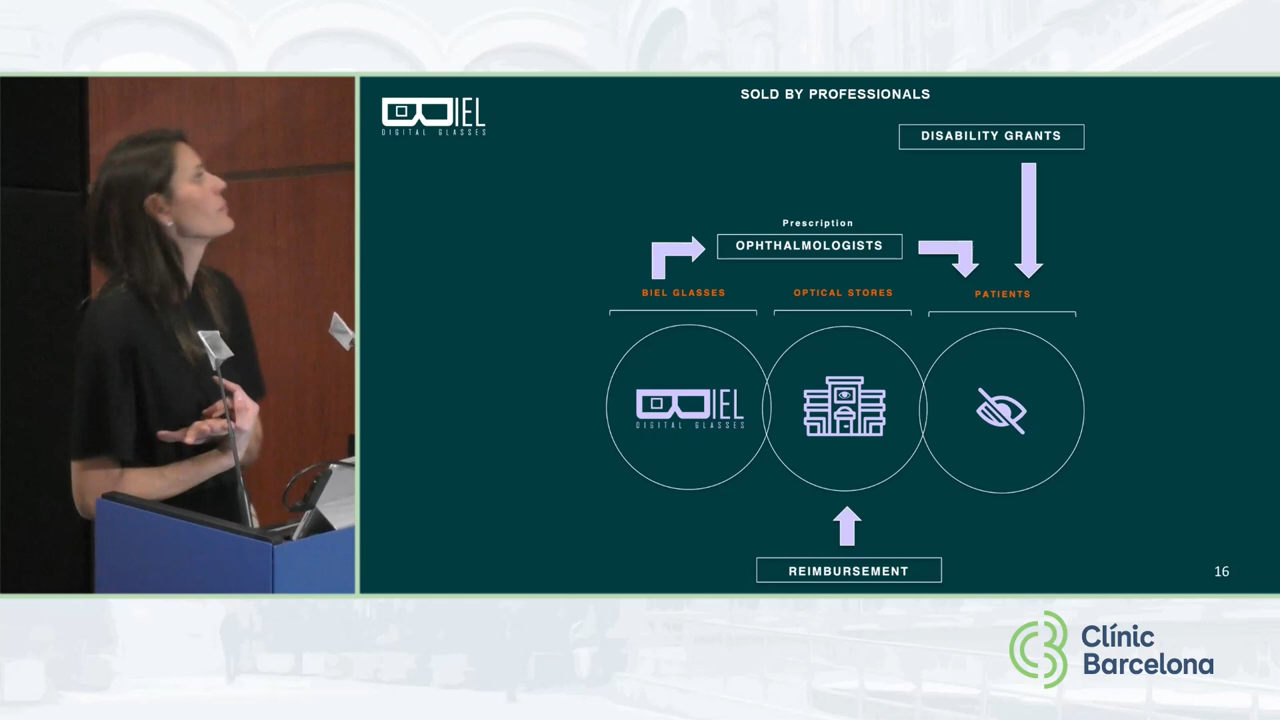 SOLD BY PROFESSIONALS
BIEL
DIGITAL GLASSES
DISABILITY GRANTS
Prescription
OPHTHALMOLOGISTS
BIEL GLASSES
OPTICAL STORES
PATIENTS
BIEL
DIGITAL GLASSES
REIMBURSEMENT
16
Clínic
Barcelona